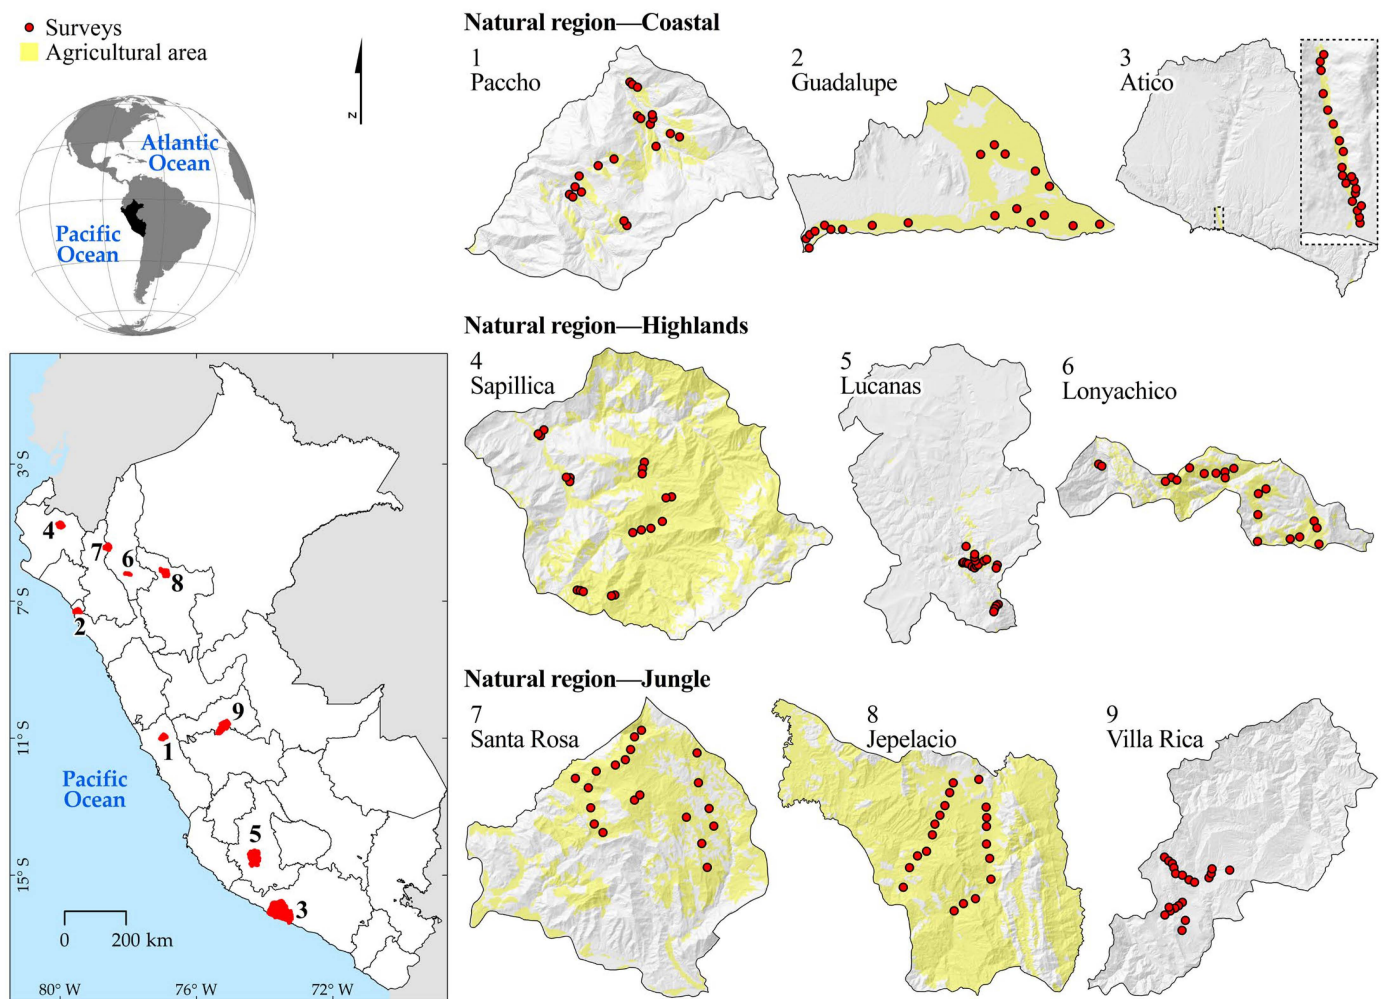 Surveys
Agricultural area
N
Atlantic
Ocean
Pacific
Ocean
Natural region—Coastal
1
Paccho
2
Guadalupe
3
Atico
Natural region—Highlands
4
Sapillica
5
Lucanas
6
Lonyachico
Natural region—Jungle
7
Santa Rosa
8
Jepelacio
9
Villa Rica
3° S
7° S
11° S
15° S
4
7
6
8
2
9
1
5
3
Pacific
Ocean
0
200 km
80° W
76° W
72° W